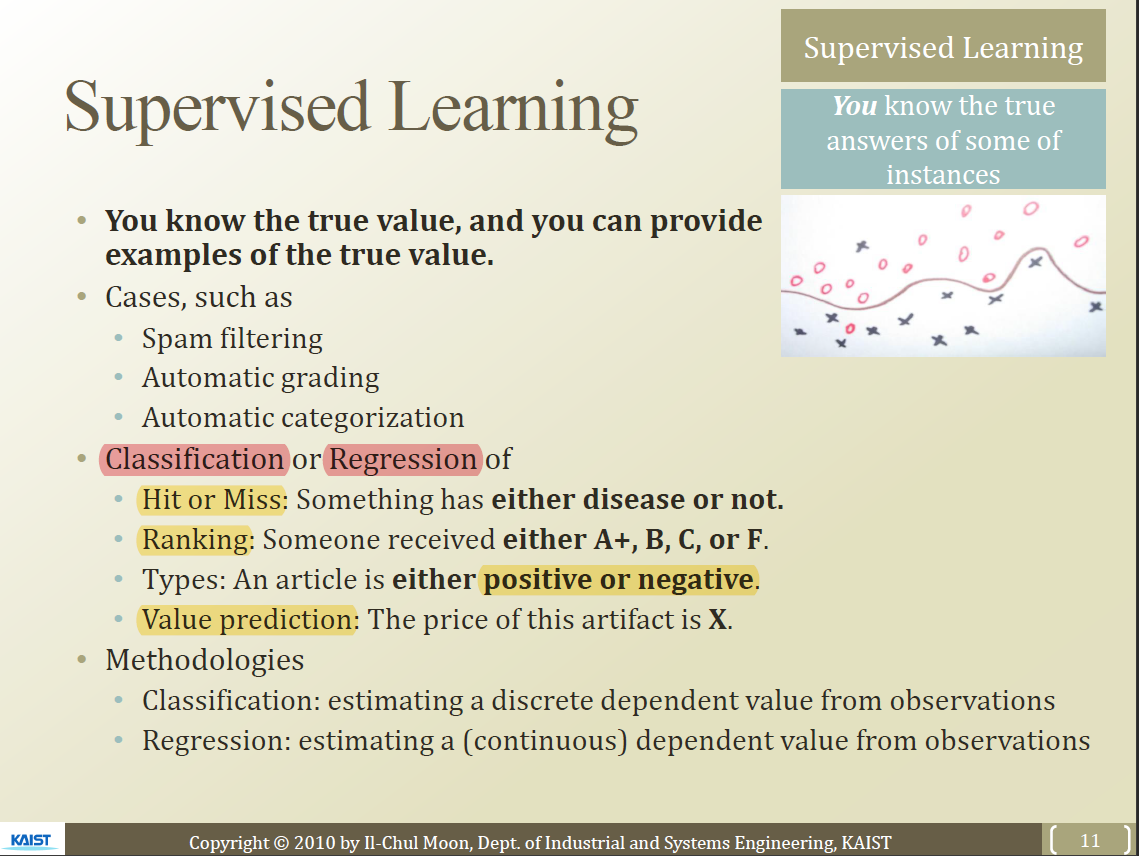 Supervised Learning
Supervised Learning
You know the true
answers of some of
instances
• You know the true value, and you can provide
examples of the true value.
• Cases, such as
• Spam filtering
• Automatic grading
• Automatic categorization
• Classification or Regression of
• Hit or Miss: Something has either disease or not.
• Ranking: Someone received either A+, B, C, or F.
• Types: An article is either positive or negative.
• Value prediction: The price of this artifact is X.
• Methodologies
• Classification: estimating a discrete dependent value from observations
• Regression: estimating a (continuous) dependent value from observations
KAIST
Copyright © 2010 by Il-Chul Moon, Dept. of Industrial and Systems Engineering, KAIST
11